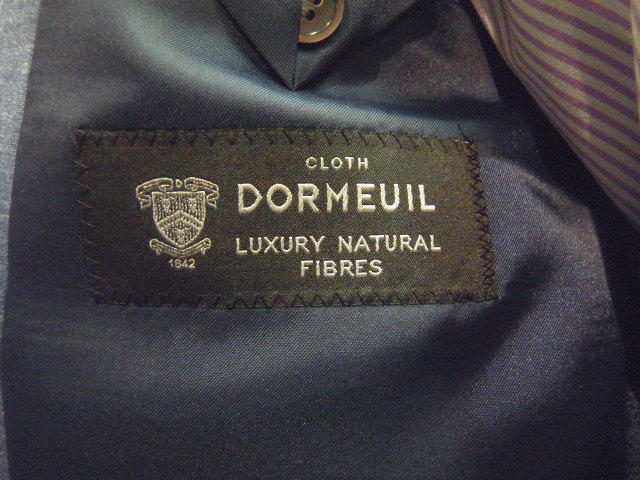 CLOTH
DORMEUIL
LUXURY NATURAL
FIBRES
D
1842